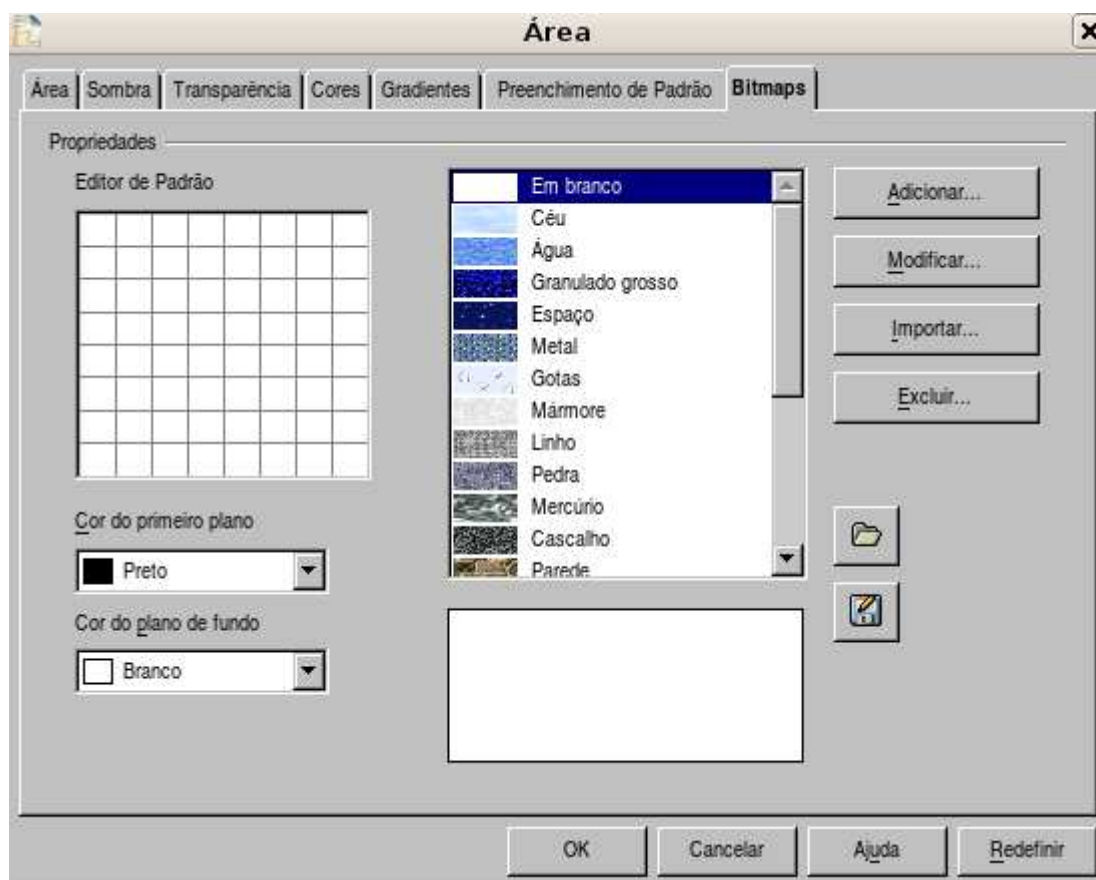 Área
Área Sombra Transparência Cores Gradientes Preenchimento de Padrão Bitmaps
Propriedades
Editor de Padrão
Cor do primeiro plano
Preto
Cor do plano de fundo
Branco
Em branco
Céu
Água
Granulado grosso
Espaço
Metal
Gotas
Mármore
Linho
Pedra
Mercúrio
Cascalho
Parede
Adicionar...
Modificar...
Importar...
Excluir...
OK Cancelar Ajuda Redefinir